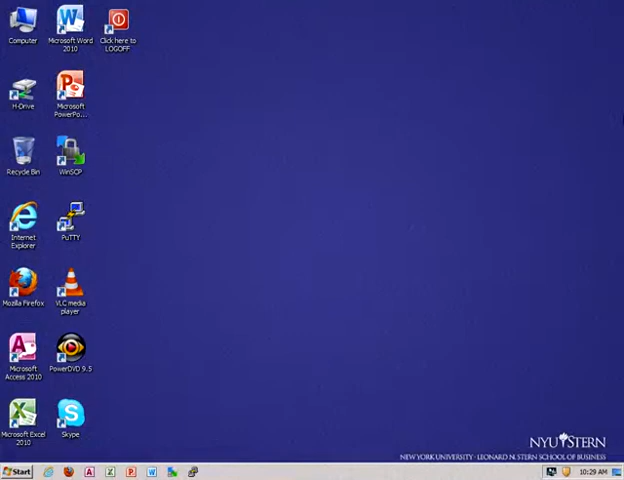 Computer
Microsoft Word
2010
Click here to
LOGOFF
H-Drive
Microsoft
PowerPo...
Recycle Bin
WinSCP
Internet
Explorer
PuTTY
Mozilla Firefox
VLC media
player
Microsoft
Access 2010
PowerDVD 9.5
Microsoft Excel
2010
Skype
NYU STERN
NEW YORK UNIVERSITY · LEONARD N. STERN SCHOOL OF BUSINESS
Start
10:29 AM